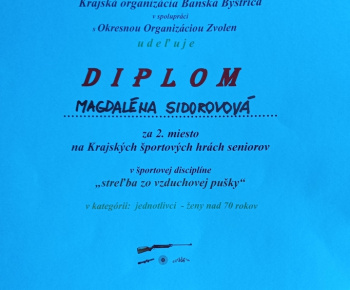 Krajská organizácia Banská Bystrica
v spolupráci
s Okresnou Organizáciou Zvolen
udeľuje
DIPLOM
MAGDALÉNA SIDOROVOVÁ
za 2. miesto
na Krajských športových hrách seniorov
v športovej disciplíne
„streľba zo vzduchovej pušky“
v kategórii: jednotlivci - ženy nad 70 rokov